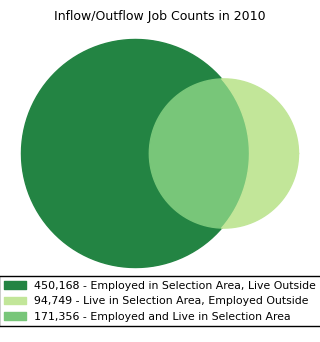 Inflow/Outflow Job Counts in 2010
450,168 - Employed in Selection Area, Live Outside
94,749 - Live in Selection Area, Employed Outside
171,356 - Employed and Live in Selection Area